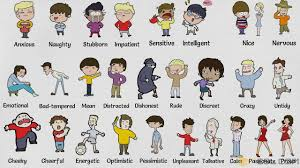 Anxious Naughty Stubborn Impatient Sensitive Intelligent Nice Nervous
Emotional Bad-tempered Mean Distracted Dishonest Rude Discreet Crazy Untidy
Cheeky Cheerful Energetic Optimistic Pessimistic Unpleasant Talkative Calm